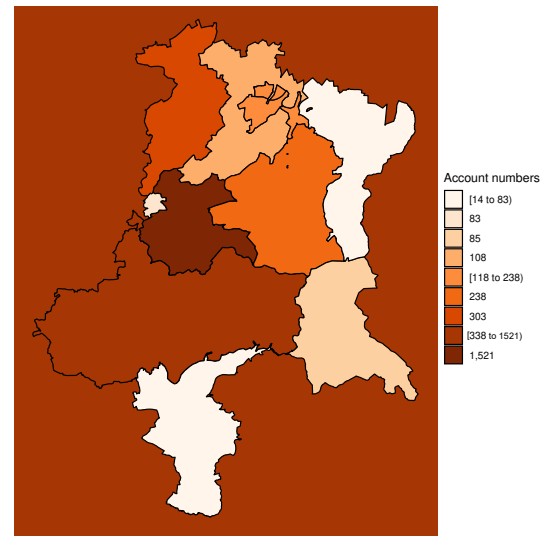 Account numbers
[14 to 83)
83
85
108
[118 to 238)
238
303
[338 to 1521)
1,521